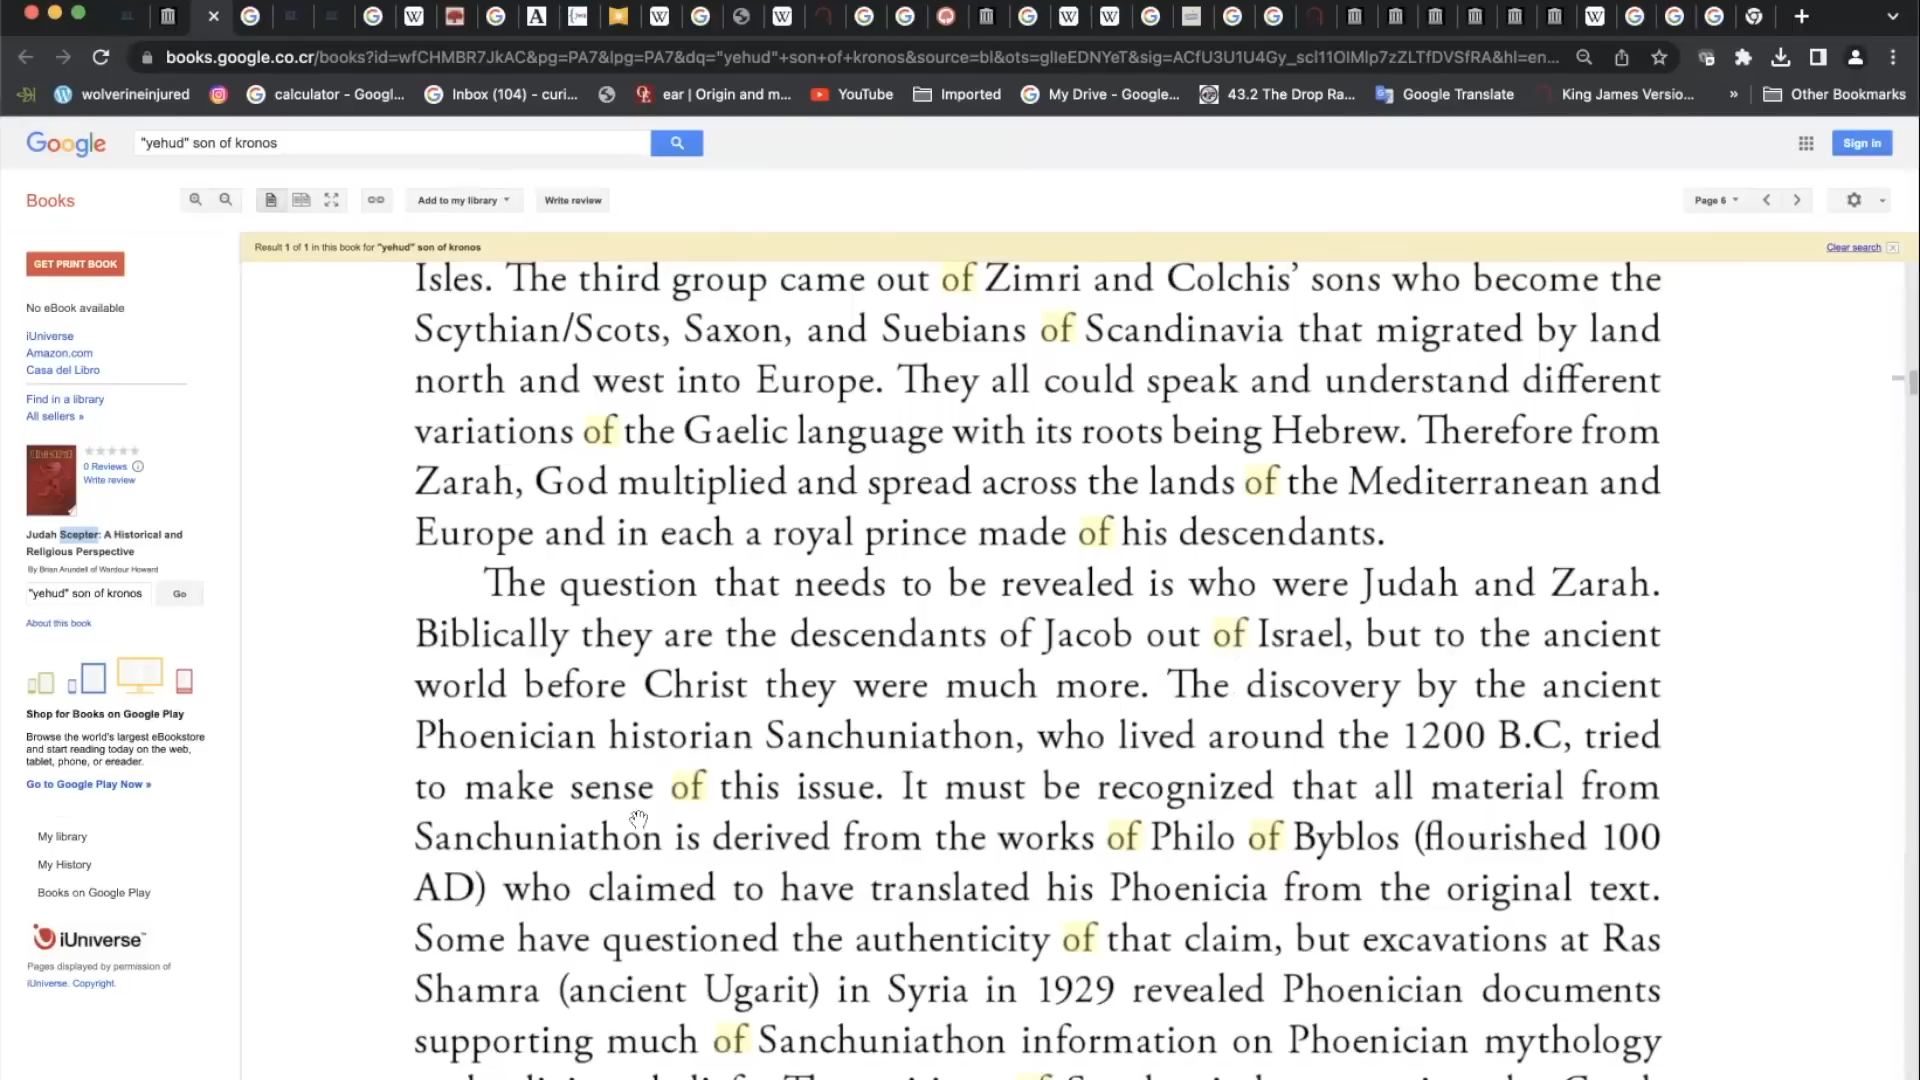 books.google.co.cr/books?id=wfCHMBR7JkAC&pg=PA7&lpg=PA7&dq="yehud"+son+of+kronos&source=bl&ots=glIeEDNYeT&sig=ACfU3U1U4Gy_scl11OlMlp7zZLTfDVSfRA&hl=en...
wolverineinjured
calculator - Googl...
Inbox (104) - curi...
ear | Origin and m...
YouTube
Imported
My Drive - Google...
43.2 The Drop Ra...
Google Translate
King James Versio...
»
Other Bookmarks
Google
"yehud" son of kronos
Sign in
Books
Add to my library
Write review
Page 6
GET PRINT BOOK
No eBook available
iUniverse
Amazon.com
Casa del Libro
Find in a library
All sellers »
0 Reviews
Write review
Judah Scepter: A Historical and
Religious Perspective
By Brian Arundell of Wardour Howard
"yehud" son of kronos
Go
About this book
Shop for Books on Google Play
Browse the world's largest eBookstore
and start reading today on the web,
tablet, phone, or ereader.
Go to Google Play Now »
My library
My History
Books on Google Play
iUniverse™
Pages displayed by permission of
iUniverse. Copyright.
Result 1 of 1 in this book for "yehud" son of kronos
Clear search
Isles. The third group came out of Zimri and Colchis’ sons who become the
Scythian/Scots, Saxon, and Suebians of Scandinavia that migrated by land
north and west into Europe. They all could speak and understand different
variations of the Gaelic language with its roots being Hebrew. Therefore from
Zarah, God multiplied and spread across the lands of the Mediterranean and
Europe and in each a royal prince made of his descendants.
The question that needs to be revealed is who were Judah and Zarah.
Biblically they are the descendants of Jacob out of Israel, but to the ancient
world before Christ they were much more. The discovery by the ancient
Phoenician historian Sanchuniathon, who lived around the 1200 B.C, tried
to make sense of this issue. It must be recognized that all material from
Sanchuniathon is derived from the works of Philo of Byblos (flourished 100
AD) who claimed to have translated his Phoenicia from the original text.
Some have questioned the authenticity of that claim, but excavations at Ras
Shamra (ancient Ugarit) in Syria in 1929 revealed Phoenician documents
supporting much of Sanchuniathon information on Phoenician mythology